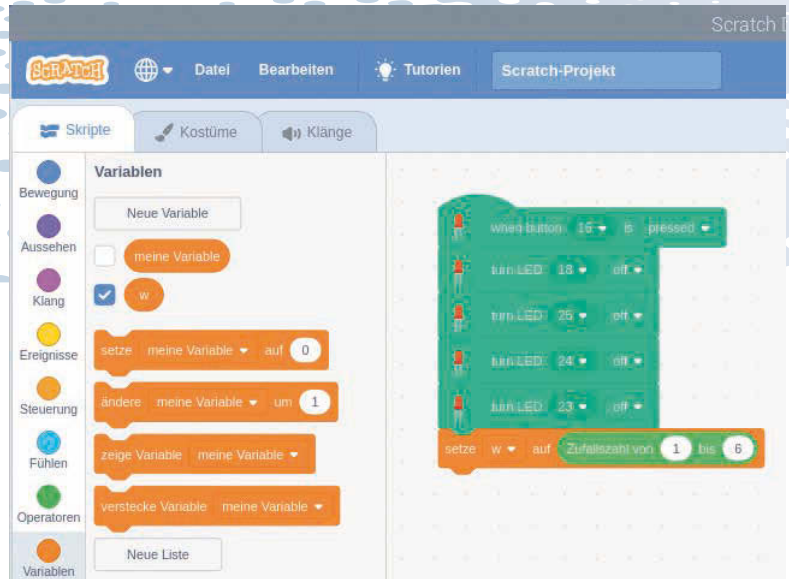 Scratch D
SCRATCH Datei Bearbeiten Tutorien Scratch-Projekt
Skripte Kostüme Klänge
Bewegung
Aussehen
Klang
Ereignisse
Steuerung
Fühlen
Operatoren
Variablen
Variablen
Neue Variable
meine Variable
w
setze meine Variable auf 0
ändere meine Variable um 1
zeige Variable meine Variable
verstecke Variable meine Variable
Neue Liste
when button 16 is pressed
turn LED 18 off
turn LED 25 off
turn LED 24 off
turn LED 23 off
setze w auf Zufallszahl von 1 bis 6